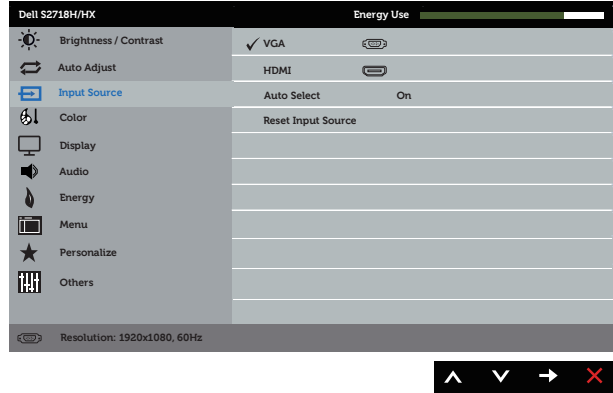 Dell S2718H/HX Energy Use
Brightness / Contrast
Auto Adjust
Input Source
Color
Display
Audio
Energy
Menu
Personalize
Others
VGA
HDMI
Auto Select On
Reset Input Source
Resolution: 1920x1080, 60Hz